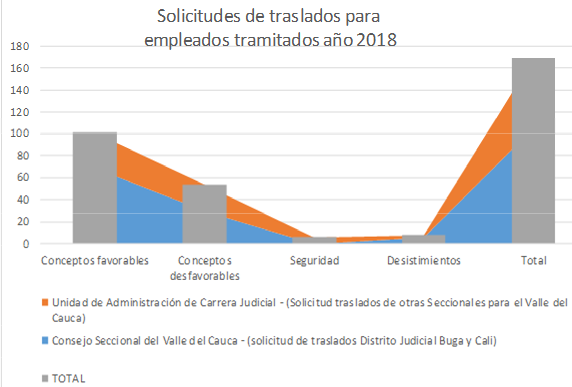 Solicitudes de traslados para
empleados tramitados año 2018
180
160
140
120
100
80
60
40
20
0
Conceptos favorables
Conceptos
desfavorables
Seguridad
Desistimientos
Total
Unidad de Administración de Carrera Judicial - (Solicitud traslados de otras Seccionales para el Valle del
Cauca)
Consejo Seccional del Valle del Cauca - (solicitud de traslados Distrito Judicial Buga y Cali)
TOTAL